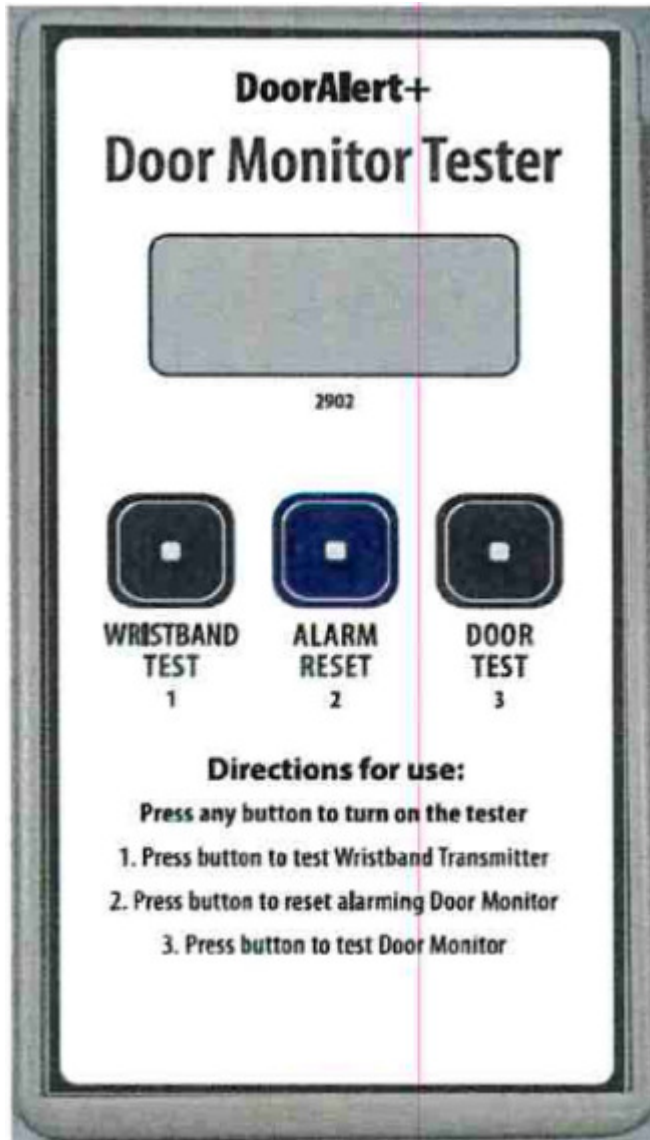 DoorAlert+
Door Monitor Tester
2902
WRISTBAND TEST 1
ALARM RESET 2
DOOR TEST 3
Directions for use:
Press any button to turn on the tester
1. Press button to test Wristband Transmitter
2. Press button to reset alarming Door Monitor
3. Press button to test Door Monitor